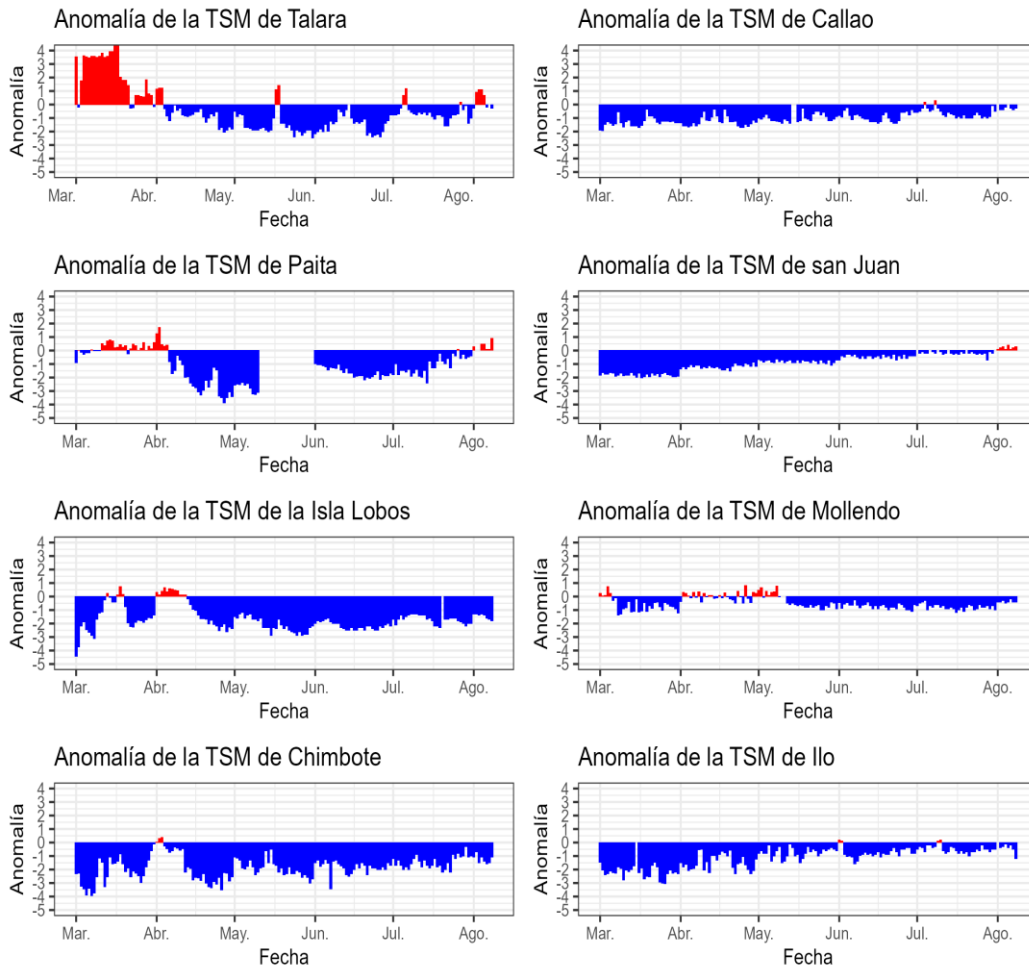 Anomalía de la TSM de Talara
4
3
2
1
0
-1
-2
-3
-4
-5
Anomalía
Mar. Abr. May. Jun. Jul. Ago.
Fecha
Anomalía de la TSM de Callao
4
3
2
1
0
-1
-2
-3
-4
-5
Anomalía
Mar. Abr. May. Jun. Jul. Ago.
Fecha
Anomalía de la TSM de Paita
4
3
2
1
0
-1
-2
-3
-4
-5
Anomalía
Mar. Abr. May. Jun. Jul. Ago.
Fecha
Anomalía de la TSM de san Juan
4
3
2
1
0
-1
-2
-3
-4
-5
Anomalía
Mar. Abr. May. Jun. Jul. Ago.
Fecha
Anomalía de la TSM de la Isla Lobos
4
3
2
1
0
-1
-2
-3
-4
-5
Anomalía
Mar. Abr. May. Jun. Jul. Ago.
Fecha
Anomalía de la TSM de Mollendo
4
3
2
1
0
-1
-2
-3
-4
-5
Anomalía
Mar. Abr. May. Jun. Jul. Ago.
Fecha
Anomalía de la TSM de Chimbote
4
3
2
1
0
-1
-2
-3
-4
-5
Anomalía
Mar. Abr. May. Jun. Jul. Ago.
Fecha
Anomalía de la TSM de Ilo
4
3
2
1
0
-1
-2
-3
-4
-5
Anomalía
Mar. Abr. May. Jun. Jul. Ago.
Fecha